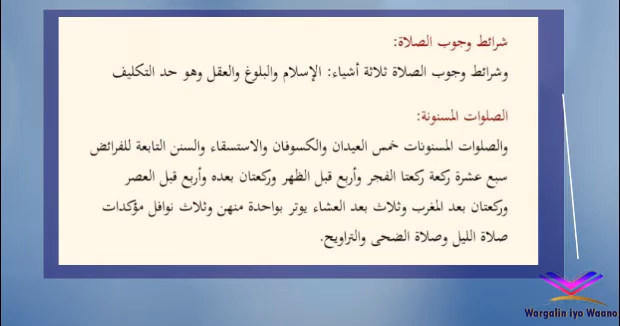 شرائط وجوب الصلاة:
وشرائط وجوب الصلاة ثلاثة أشياء: الإسلام والبلوغ والعقل وهو حد التكليف
الصلوات المسنونة:
والصلوات المسنونات خمس العيدان والكسوفان والاستسقاء والسنن التابعة للفرائض
سبع عشرة ركعة ركعتا الفجر وأربع قبل الظهر وركعتان بعده وأربع قبل العصر
وركعتان بعد المغرب وثلاث بعد العشاء يوتر بواحدة منهن وثلاث نوافل مؤكدات
صلاة الليل وصلاة الضحى والتراويح.
Wargalin iyo Waano